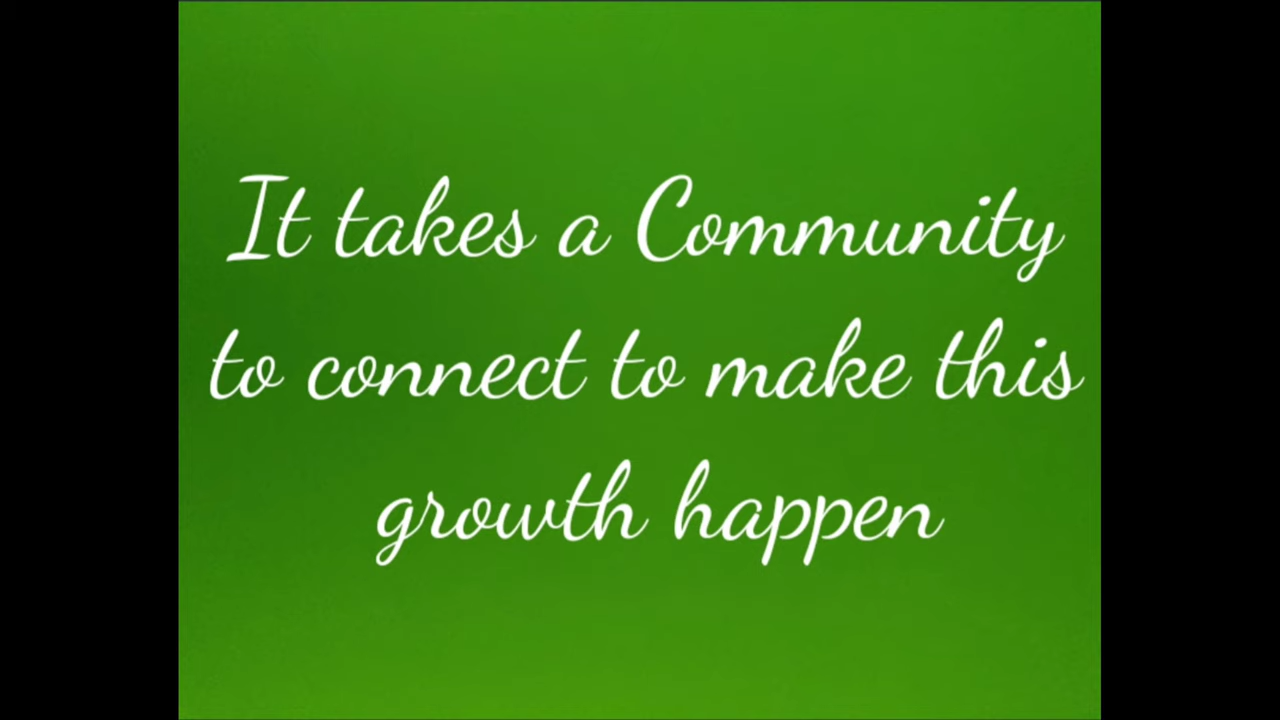 It takes a Community
to connect to make this
growth happen